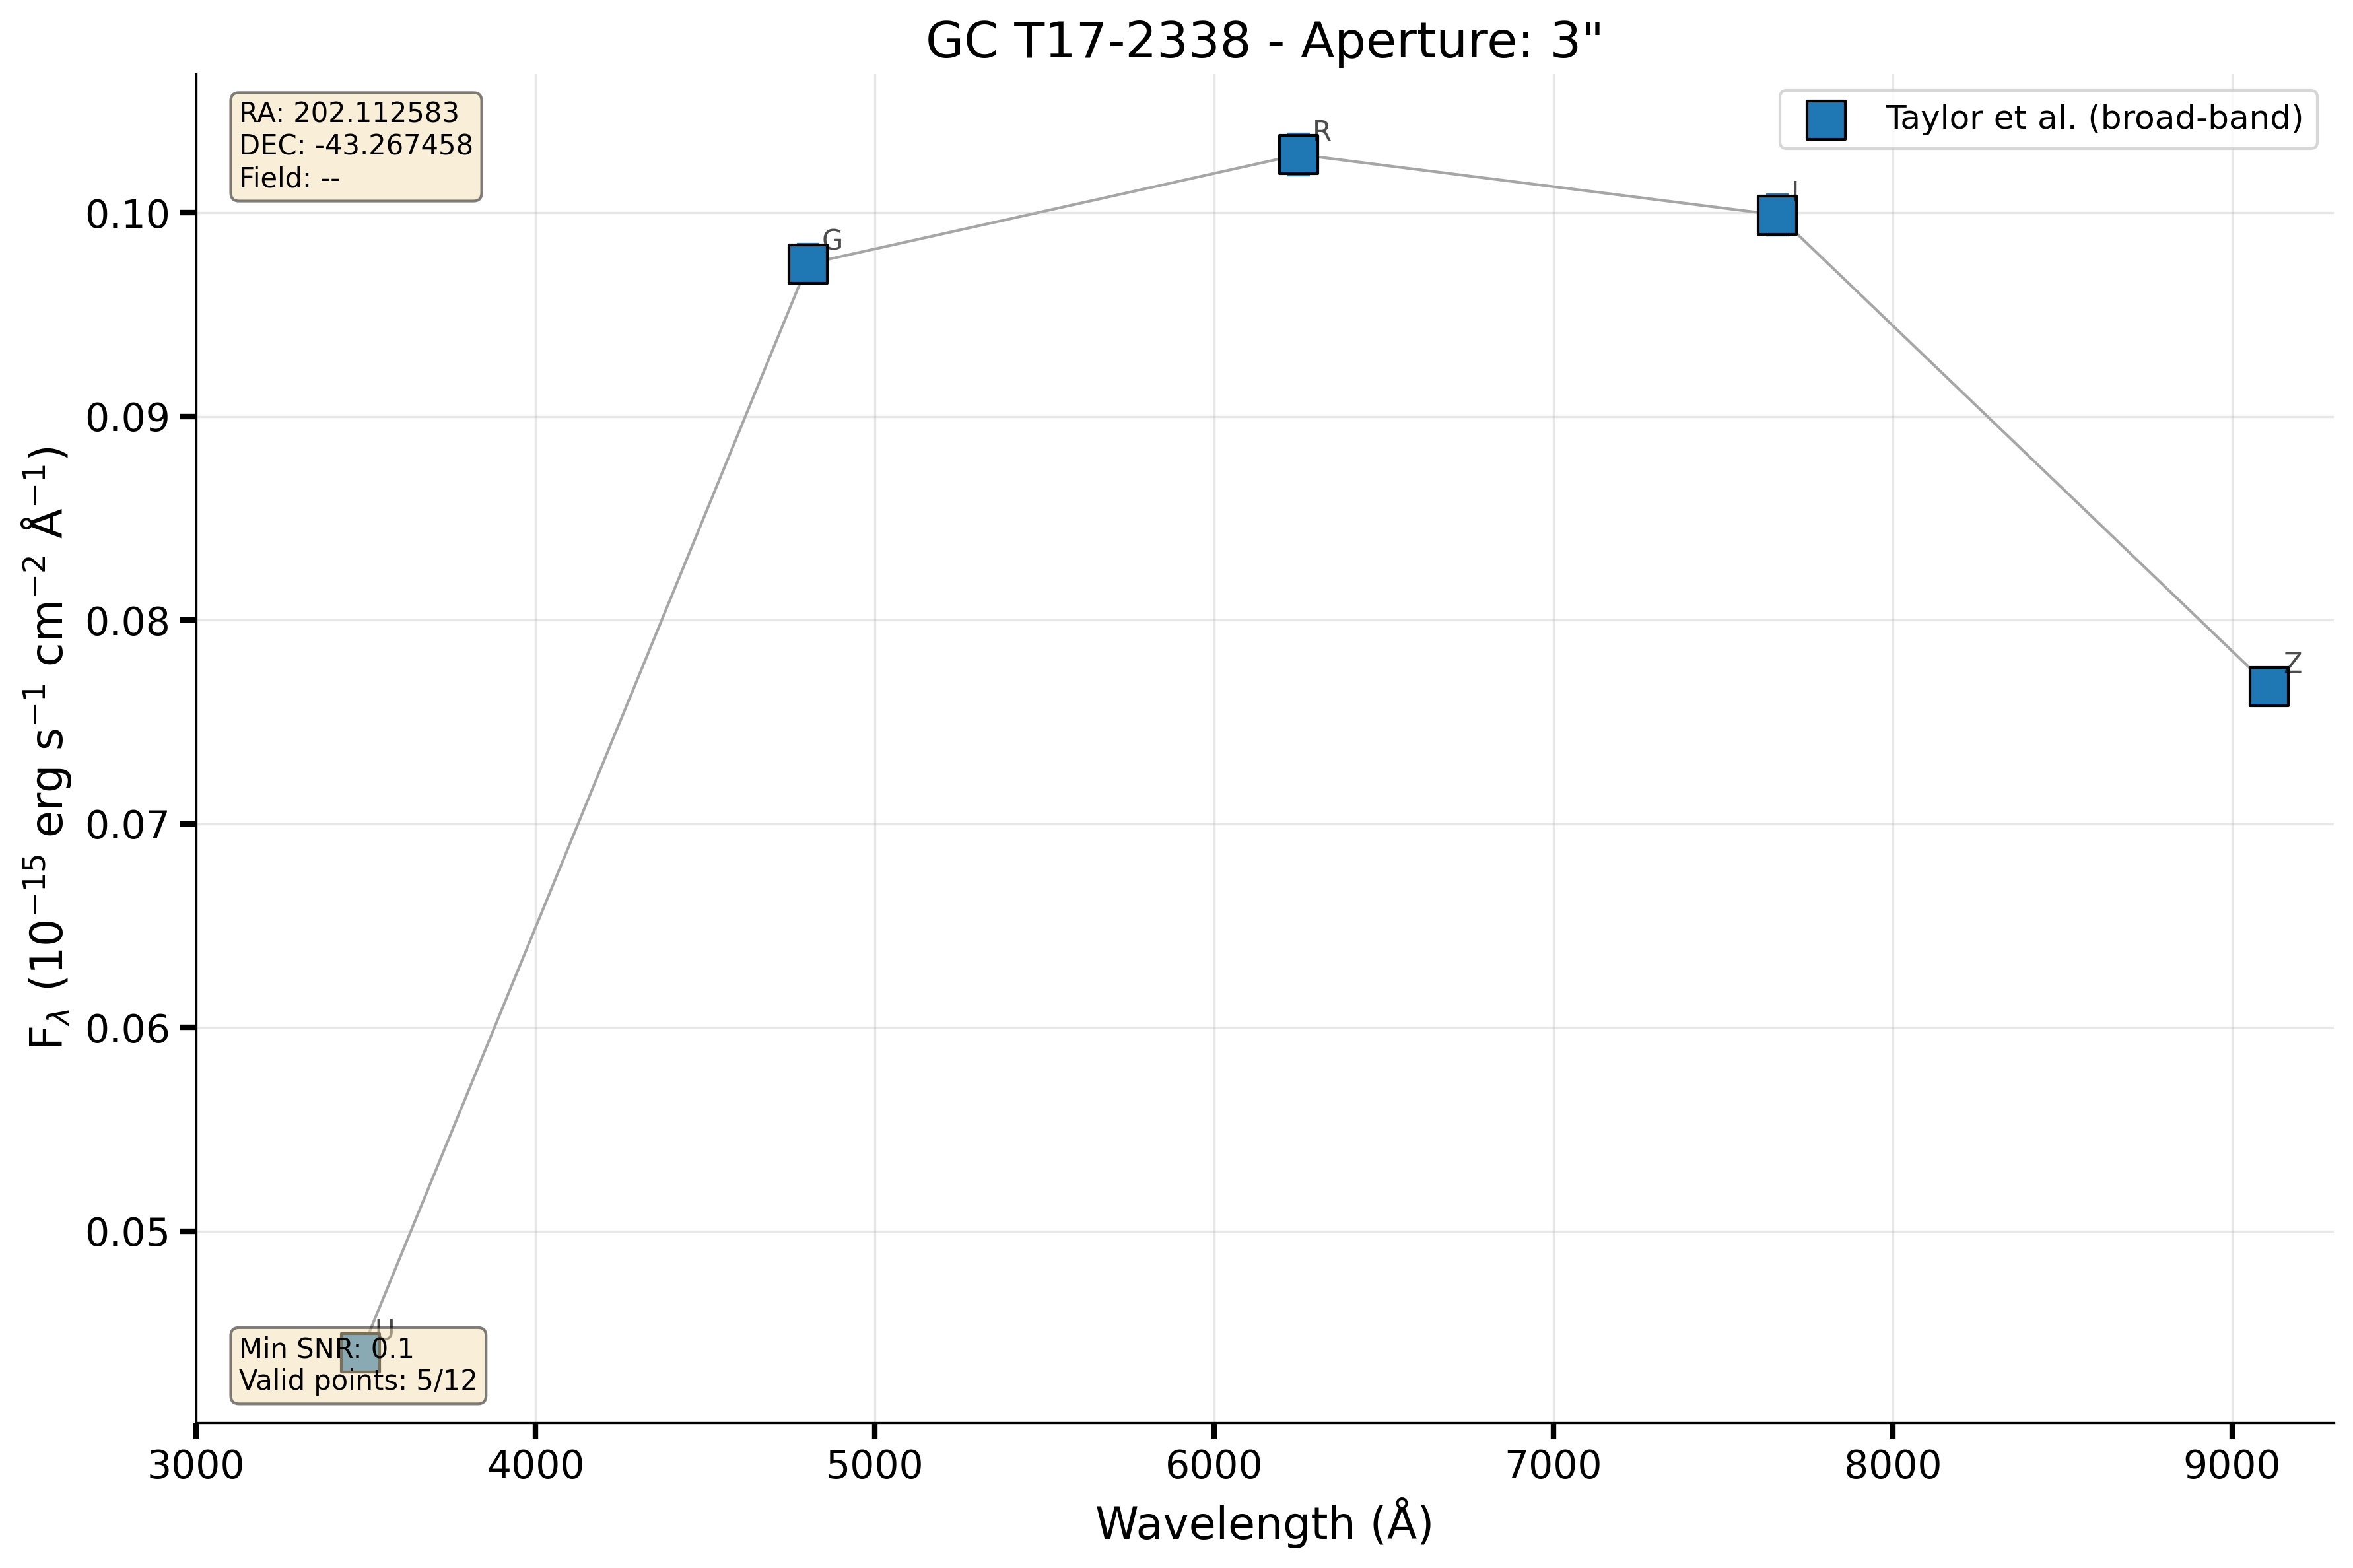 GC T17-2338 - Aperture: 3"
RA: 202.112583
DEC: -43.267458
Field: --
Taylor et al. (broad-band)
R
I
G
Z
U
Min SNR: 0.1
Valid points: 5/12
0.10
0.09
0.08
0.07
0.06
0.05
F_λ (10⁻¹⁵ erg s⁻¹ cm⁻² Å⁻¹)
3000 4000 5000 6000 7000 8000 9000
Wavelength (Å)